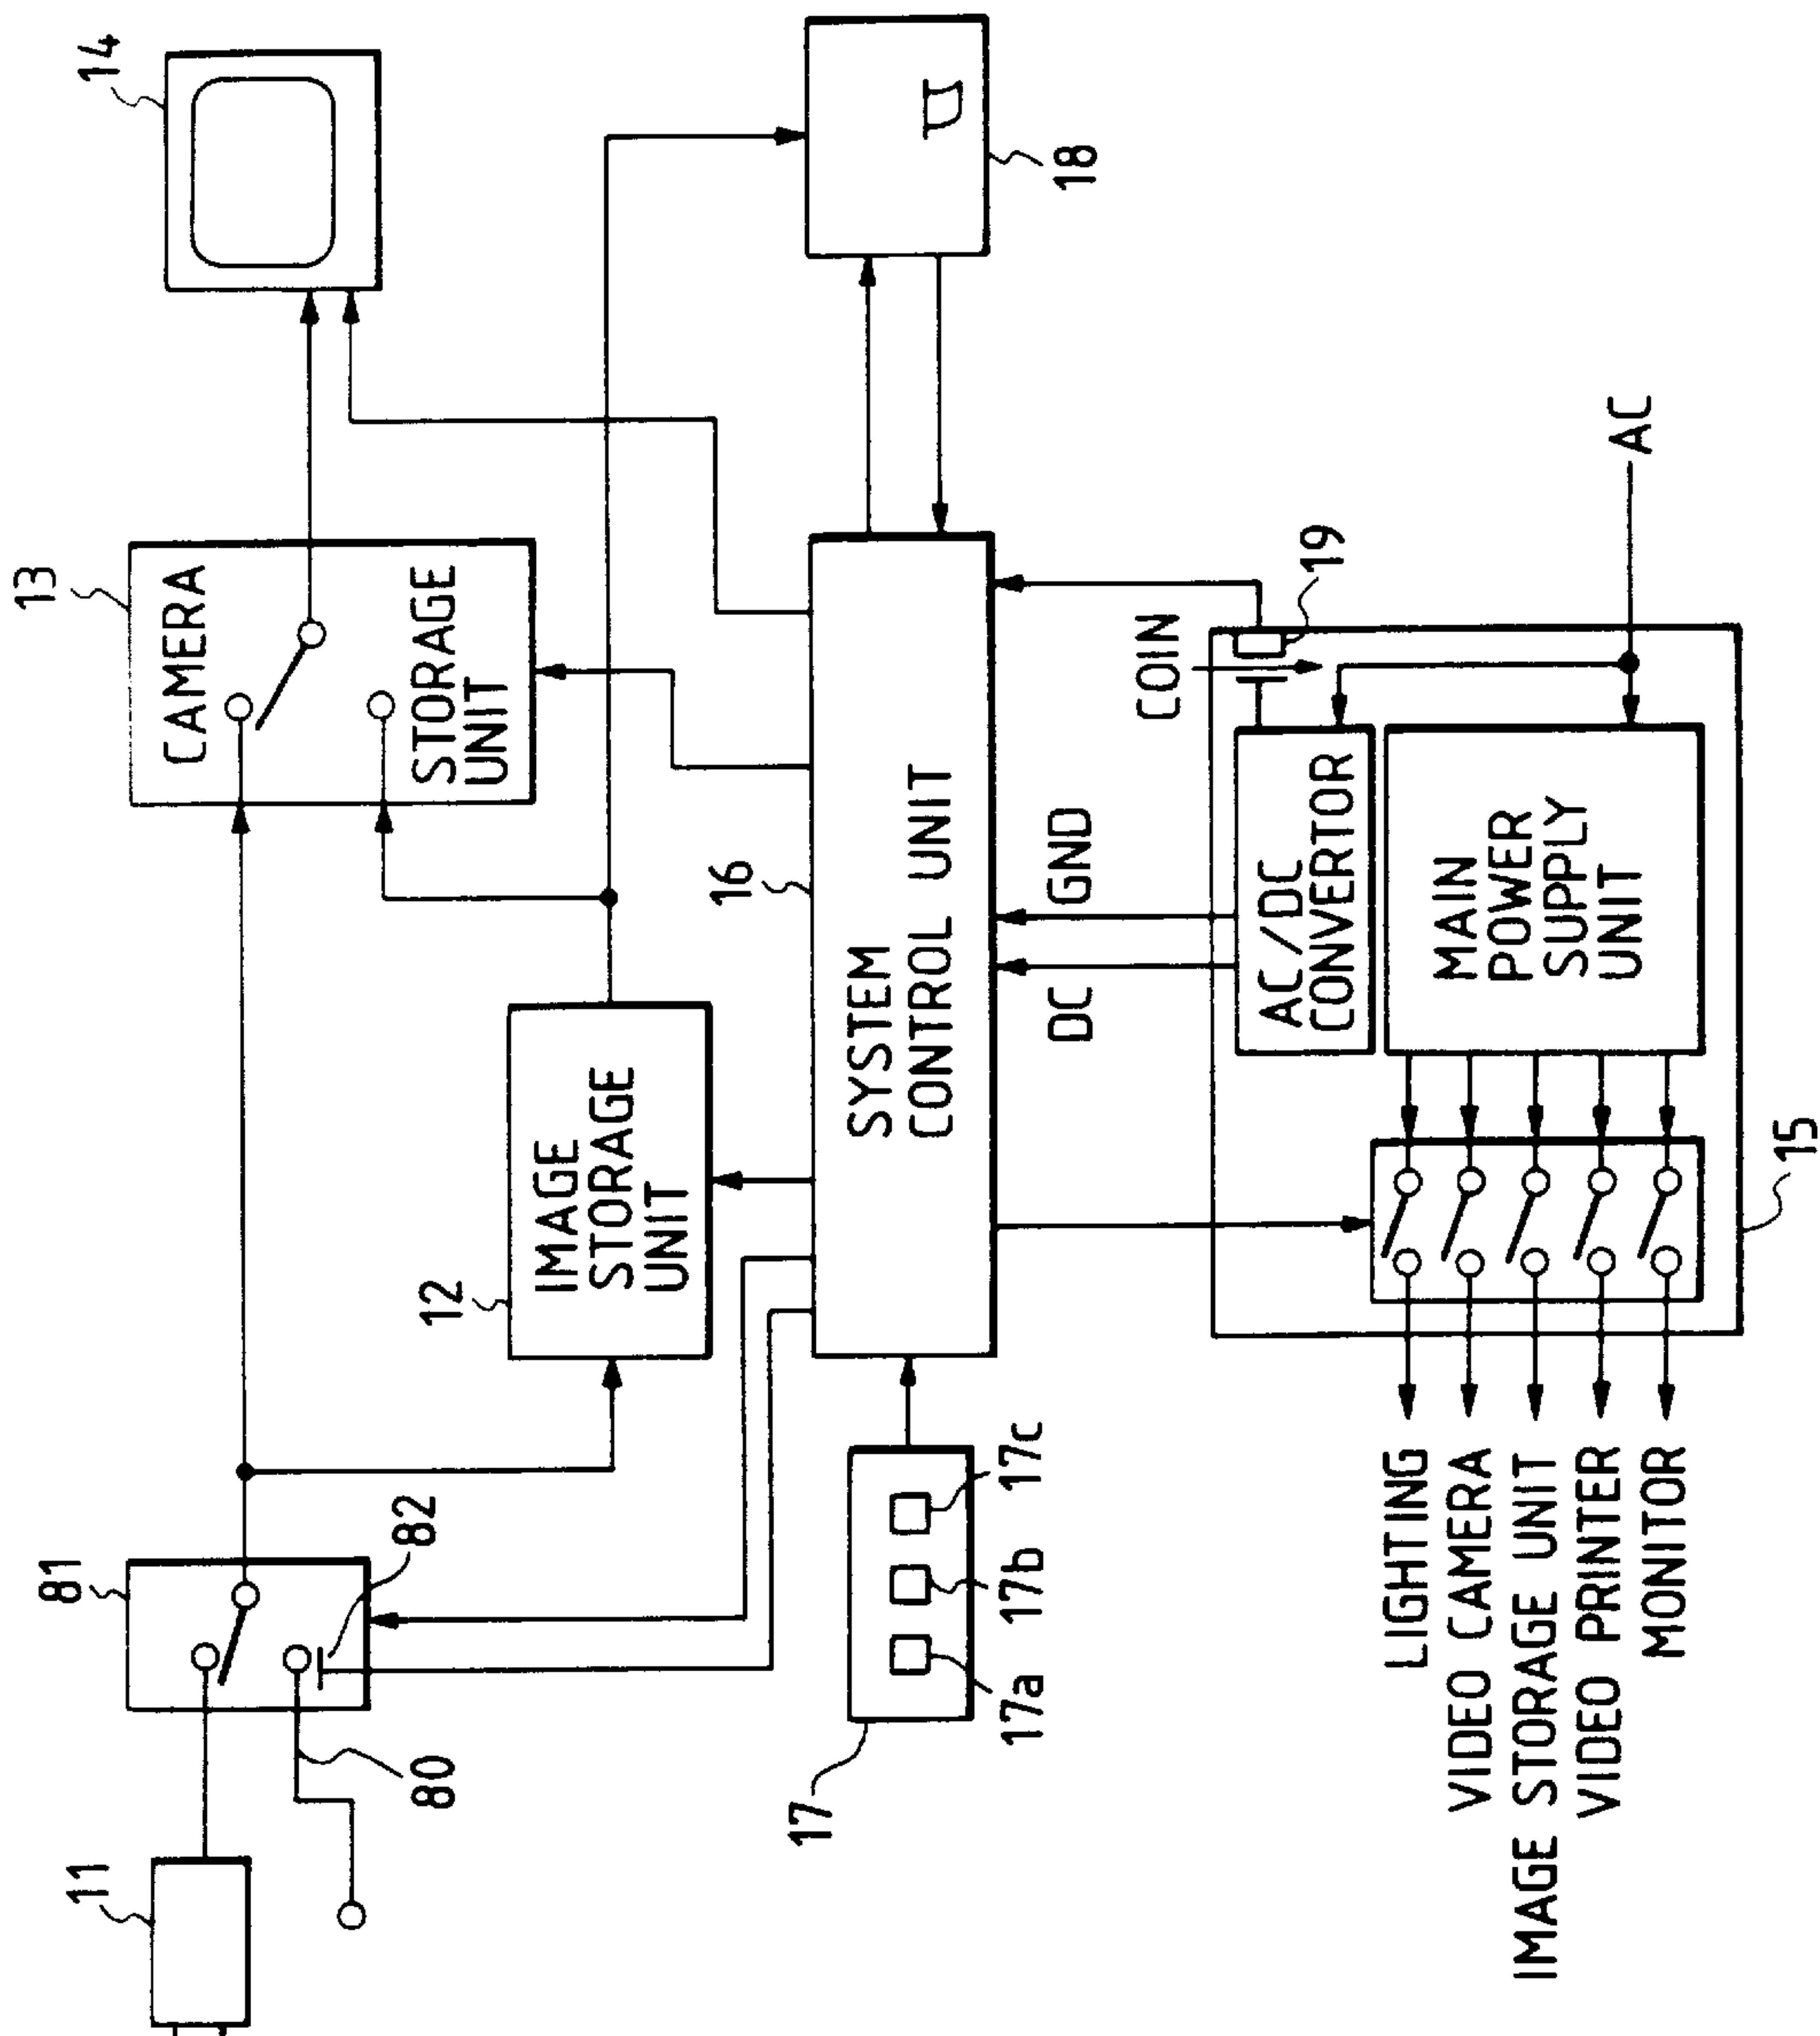 11
80
81
82
12
IMAGE
STORAGE
UNIT
13
CAMERA
STORAGE
UNIT
14
17
17a
17b
17c
16
SYSTEM
CONTROL UNIT
18
DC
GND
COIN
19
AC/DC
CONVERTOR
MAIN
POWER
SUPPLY
UNIT
AC
15
LIGHTING
VIDEO CAMERA
IMAGE STORAGE UNIT
VIDEO PRINTER
MONITOR